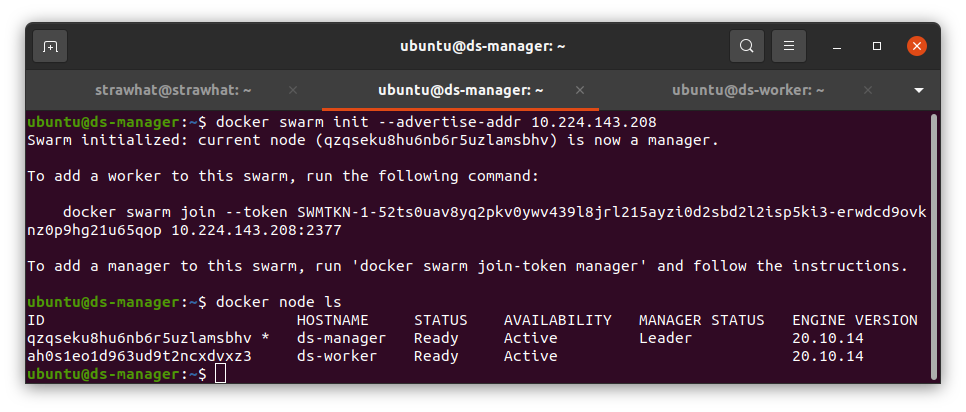 ubuntu@ds-manager: ~
strawhat@strawhat: ~ ubuntu@ds-manager: ~ ubuntu@ds-worker: ~
ubuntu@ds-manager:~$ docker swarm init --advertise-addr 10.224.143.208
Swarm initialized: current node (qzqseku8hu6nb6r5uzlamsbhv) is now a manager.
To add a worker to this swarm, run the following command:
docker swarm join --token SWMTKN-1-52ts0uav8yq2pkv0ywv439l8jrl215ayzi0d2sbd2l2isp5ki3-erwdcd9ovk
nz0p9hg21u65qop 10.224.143.208:2377
To add a manager to this swarm, run 'docker swarm join-token manager' and follow the instructions.
ubuntu@ds-manager:~$ docker node ls
ID HOSTNAME STATUS AVAILABILITY MANAGER STATUS ENGINE VERSION
qzqseku8hu6nb6r5uzlamsbhv * ds-manager Ready Active Leader 20.10.14
ah0s1eo1d963ud9t2ncxdvxz3 ds-worker Ready Active 20.10.14
ubuntu@ds-manager:~$